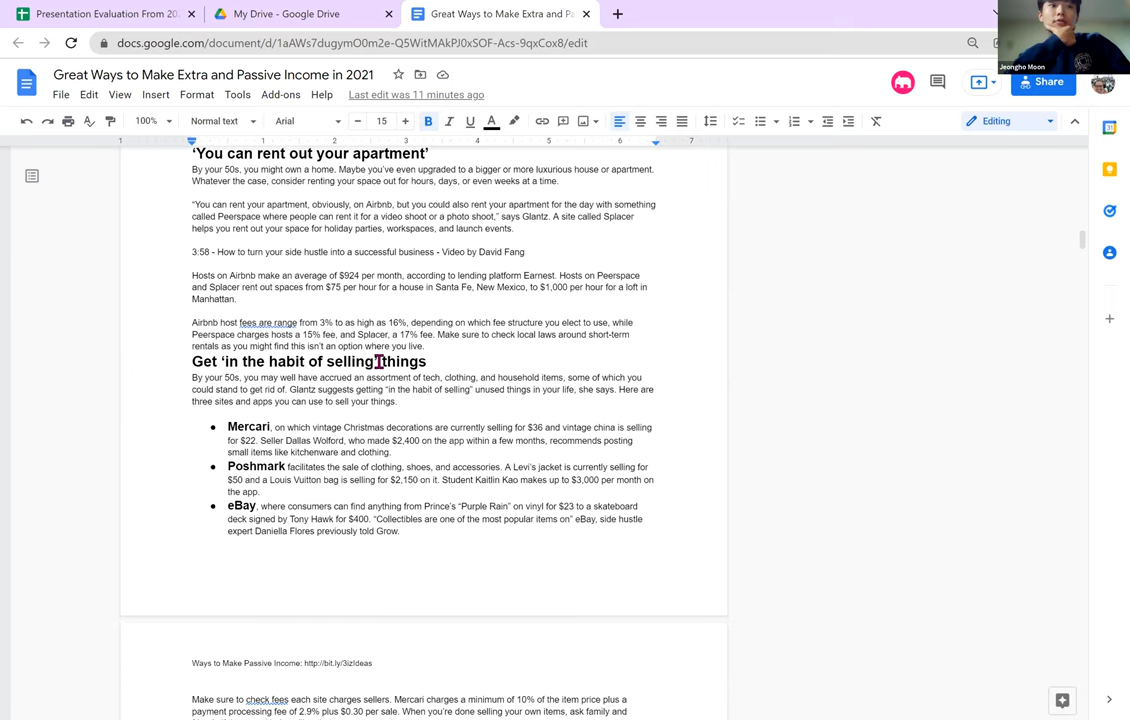 Presentation Evaluation From 202
My Drive - Google Drive
Great Ways to Make Extra and Pa
docs.google.com/document/d/1aAWs7dugymO0m2e-Q5WitMAkPJ0xSOF-Acs-9qxCox8/edit
Jeongho Moon
Great Ways to Make Extra and Passive Income in 2021
File Edit View Insert Format Tools Add-ons Help Last edit was 11 minutes ago
Share
100% Normal text Arial 15 B I U A Editing
1 1 2 3 4 5 6 7
31
‘You can rent out your apartment’
By your 50s, you might own a home. Maybe you’ve even upgraded to a bigger or more luxurious house or apartment.
Whatever the case, consider renting your space out for hours, days, or even weeks at a time.
“You can rent your apartment, obviously, on Airbnb, but you could also rent your apartment for the day with something
called Peerspace where people can rent it for a video shoot or a photo shoot,” says Glantz. A site called Splacer
helps you rent out your space for holiday parties, workspaces, and launch events.
3:58 - How to turn your side hustle into a successful business - Video by David Fang
Hosts on Airbnb make an average of $924 per month, according to lending platform Earnest. Hosts on Peerspace
and Splacer rent out spaces from $75 per hour for a house in Santa Fe, New Mexico, to $1,000 per hour for a loft in
Manhattan.
Airbnb host fees are range from 3% to as high as 16%, depending on which fee structure you elect to use, while
Peerspace charges hosts a 15% fee, and Splacer, a 17% fee. Make sure to check local laws around short-term
rentals as you might find this isn’t an option where you live.
Get ‘in the habit of selling’ things
By your 50s, you may well have accrued an assortment of tech, clothing, and household items, some of which you
could stand to get rid of. Glantz suggests getting “in the habit of selling” unused things in your life, she says. Here are
three sites and apps you can use to sell your things.
● Mercari, on which vintage Christmas decorations are currently selling for $36 and vintage china is selling
for $22. Seller Dallas Wolford, who made $2,400 on the app within a few months, recommends posting
small items like kitchenware and clothing.
● Poshmark facilitates the sale of clothing, shoes, and accessories. A Levi’s jacket is currently selling for
$50 and a Louis Vuitton bag is selling for $2,150 on it. Student Kaitlin Kao makes up to $3,000 per month on
the app.
● eBay, where consumers can find anything from Prince’s “Purple Rain” on vinyl for $23 to a skateboard
deck signed by Tony Hawk for $400. “Collectibles are one of the most popular items on” eBay, side hustle
expert Daniella Flores previously told Grow.
Ways to Make Passive Income: http://bit.ly/3izIdeas
Make sure to check fees each site charges sellers. Mercari charges a minimum of 10% of the item price plus a
payment processing fee of 2.9% plus $0.30 per sale. When you’re done selling your own items, ask family and